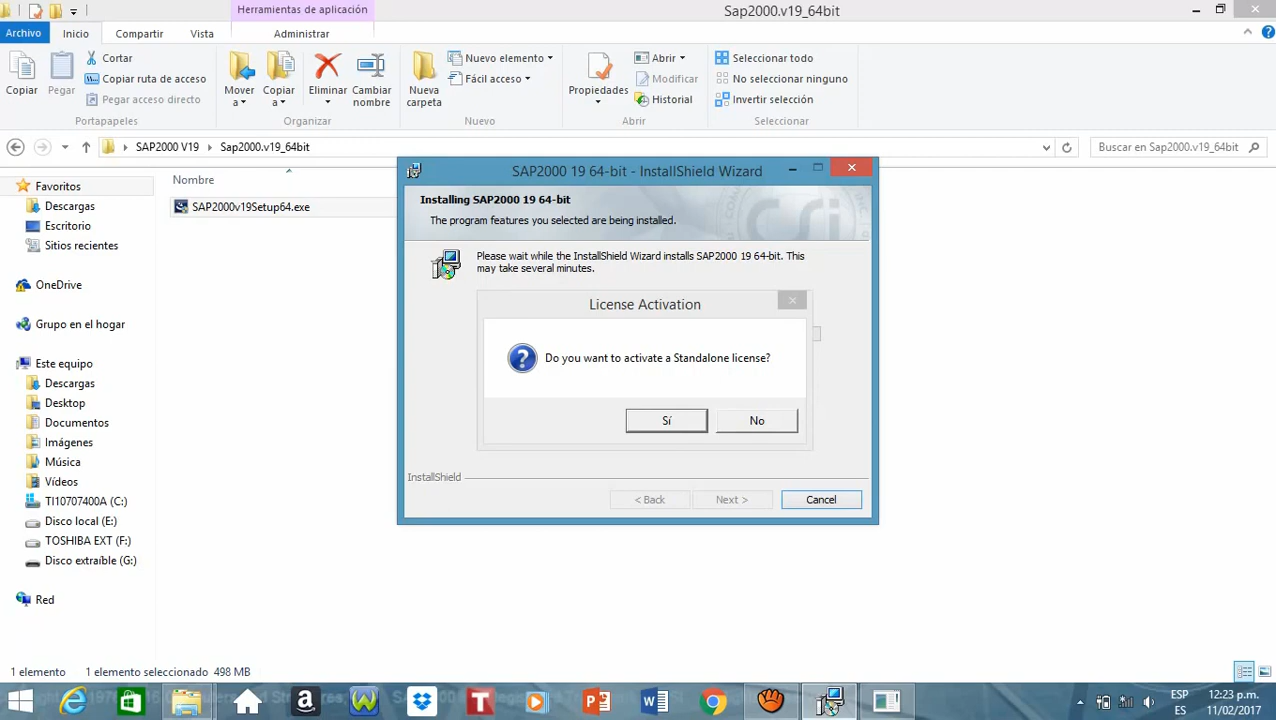 Herramientas de aplicación
Sap2000.v19_64bit
Archivo Inicio Compartir Vista Administrar
Copiar
Pegar
Cortar
Copiar ruta de acceso
Pegar acceso directo
Portapapeles
Mover a
Copiar a
Eliminar
Cambiar nombre
Organizar
Nueva carpeta
Nuevo elemento
Fácil acceso
Nuevo
Propiedades
Abrir
Modificar
Historial
Abrir
Seleccionar todo
No seleccionar ninguno
Invertir selección
Seleccionar
SAP2000 V19 Sap2000.v19_64bit
Buscar en Sap2000.v19_64bit
Favoritos
Descargas
Escritorio
Sitios recientes
OneDrive
Grupo en el hogar
Este equipo
Descargas
Desktop
Documentos
Imágenes
Música
Vídeos
TI10707400A (C:)
Disco local (E:)
TOSHIBA EXT (F:)
Disco extraíble (G:)
Red
Nombre
SAP2000v19Setup64.exe
SAP2000 19 64-bit - InstallShield Wizard
Installing SAP2000 19 64-bit
The program features you selected are being installed.
Please wait while the InstallShield Wizard installs SAP2000 19 64-bit. This
may take several minutes.
License Activation
Do you want to activate a Standalone license?
Sí No
InstallShield
< Back Next > Cancel
1 elemento 1 elemento seleccionado 498 MB
ESP
ES
12:23 p.m.
11/02/2017